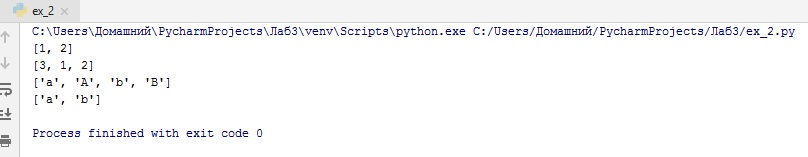 ex_2
C:\Users\Домашний\PycharmProjects\Лаб3\venv\Scripts\python.exe C:/Users/Домашний/PycharmProjects/Лаб3/ex_2.py
[1, 2]
[3, 1, 2]
['a', 'A', 'b', 'B']
['a', 'b']
Process finished with exit code 0